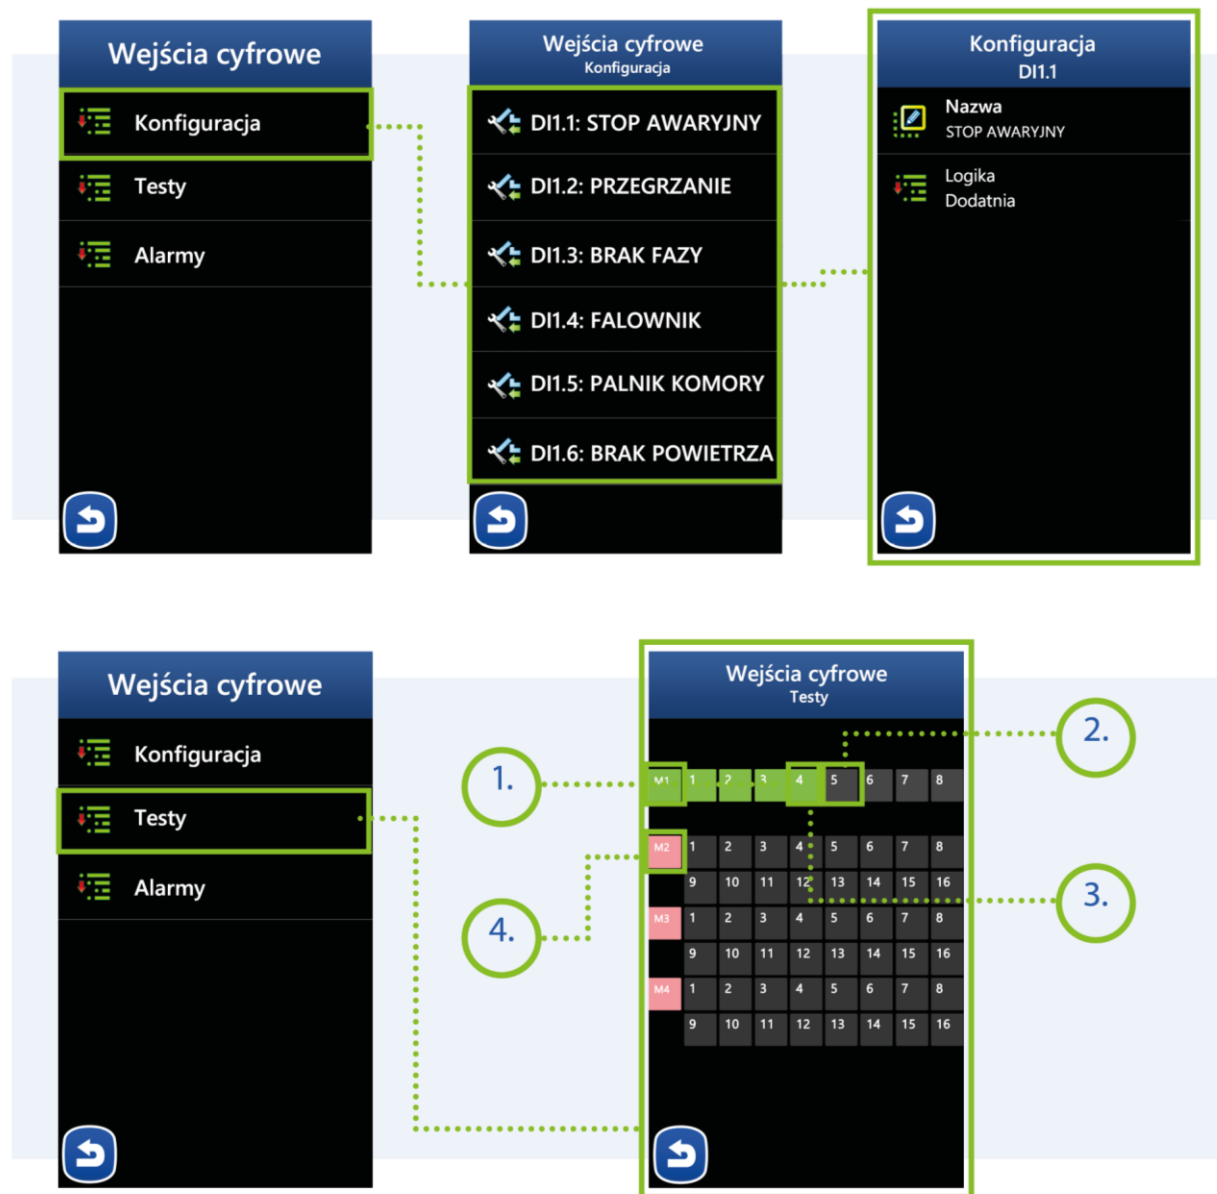 Wejścia cyfrowe
Konfiguracja
Testy
Alarmy
Wejścia cyfrowe
Konfiguracja
DI1.1: STOP AWARYJNY
DI1.2: PRZEGRZANIE
DI1.3: BRAK FAZY
DI1.4: FALOWNIK
DI1.5: PALNIK KOMORY
DI1.6: BRAK POWIETRZA
Konfiguracja
DI1.1
Nazwa
STOP AWARYJNY
Logika
Dodatnia
Wejścia cyfrowe
Konfiguracja
Testy
Alarmy
Wejścia cyfrowe
Testy
M1 1 2 3 4 5 6 7 8
M2 1 2 3 4 5 6 7 8
9 10 11 12 13 14 15 16
M3 1 2 3 4 5 6 7 8
9 10 11 12 13 14 15 16
M4 1 2 3 4 5 6 7 8
9 10 11 12 13 14 15 16
1.
2.
3.
4.